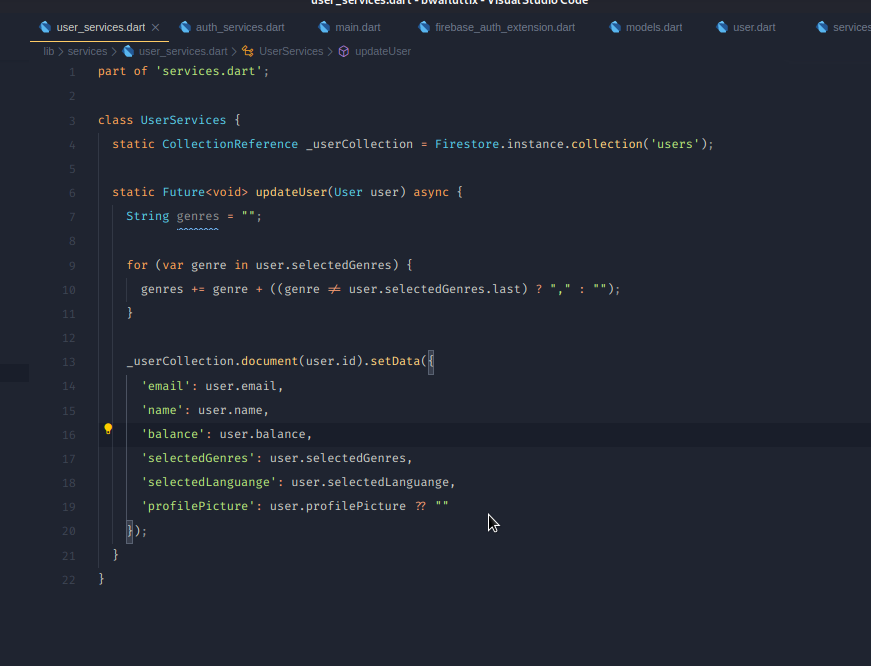 user_services.dart - bwaflutflix - Visual Studio Code
user_services.dart auth_services.dart main.dart firebase_auth_extension.dart models.dart user.dart services
lib > services > user_services.dart > UserServices > updateUser
1 part of 'services.dart';
2
3 class UserServices {
4 static CollectionReference _userCollection = Firestore.instance.collection('users');
5
6 static Future<void> updateUser(User user) async {
7 String genres = "";
8
9 for (var genre in user.selectedGenres) {
10 genres += genre + ((genre != user.selectedGenres.last) ? "," : "");
11 }
12
13 _userCollection.document(user.id).setData({
14 'email': user.email,
15 'name': user.name,
16 'balance': user.balance,
17 'selectedGenres': user.selectedGenres,
18 'selectedLanguange': user.selectedLanguange,
19 'profilePicture': user.profilePicture ?? ""
20 });
21 }
22 }